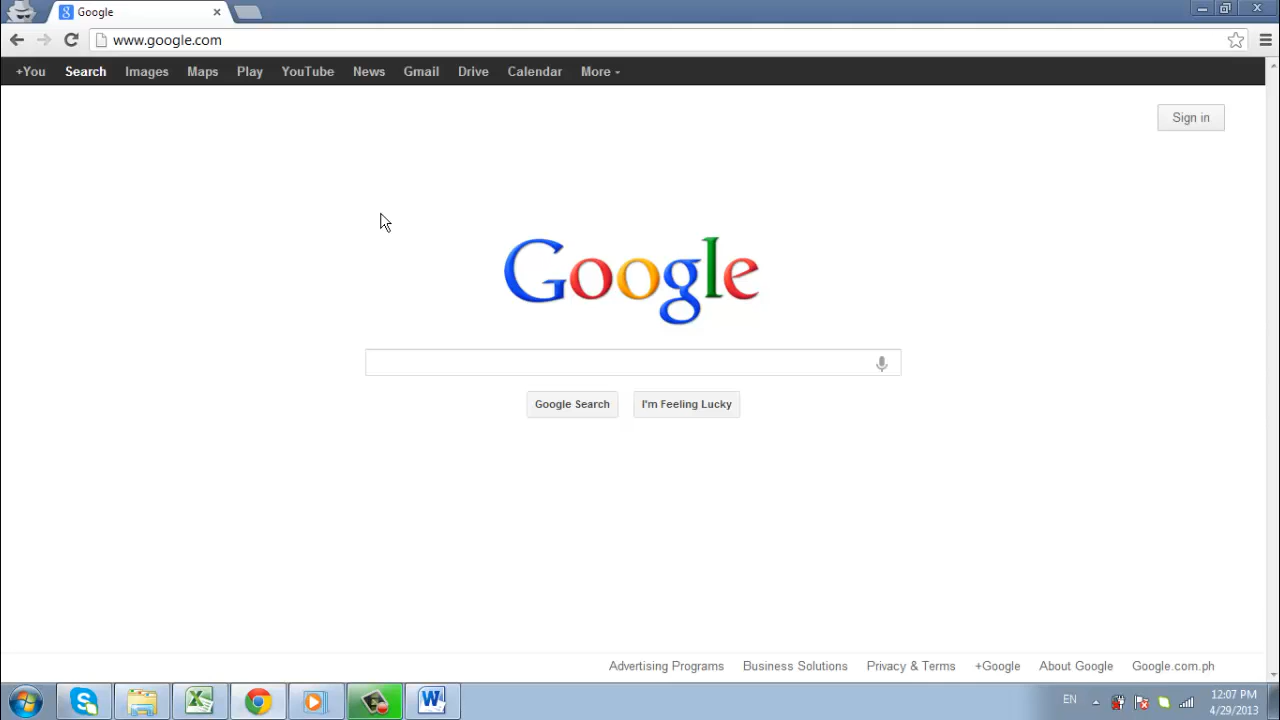 Google
www.google.com
+You Search Images Maps Play YouTube News Gmail Drive Calendar More
Sign in
Google
Google Search I'm Feeling Lucky
Advertising Programs Business Solutions Privacy & Terms +Google About Google Google.com.ph
EN 12:07 PM
4/29/2013